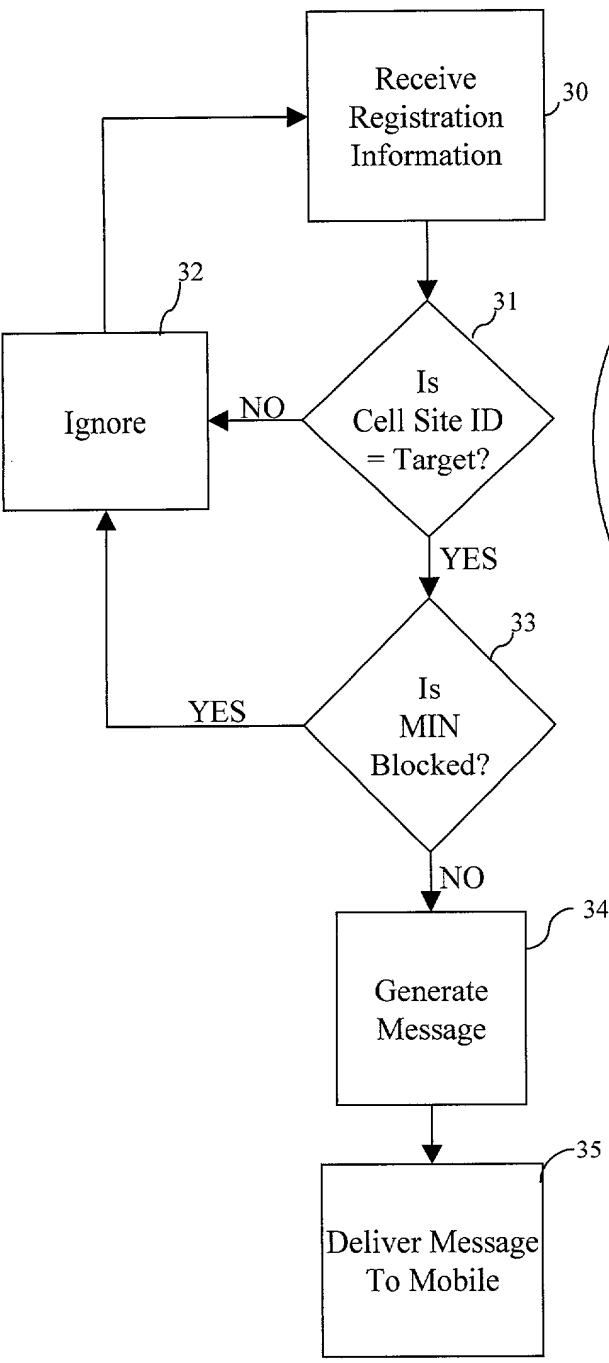 Receive
Registration
Information
30
32
31
Ignore
NO
Is
Cell Site ID
= Target?
YES
33
YES
Is
MIN
Blocked?
NO
34
Generate
Message
35
Deliver Message
To Mobile